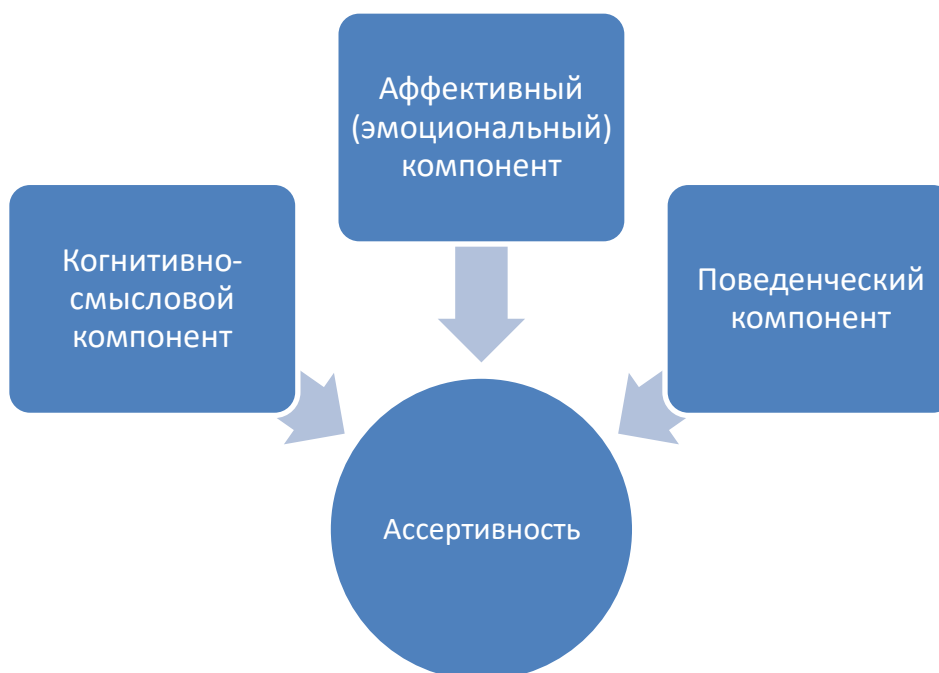 Аффективный
(эмоциональный)
компонент
Когнитивно-
смысловой
компонент
Поведенческий
компонент
Ассертивность